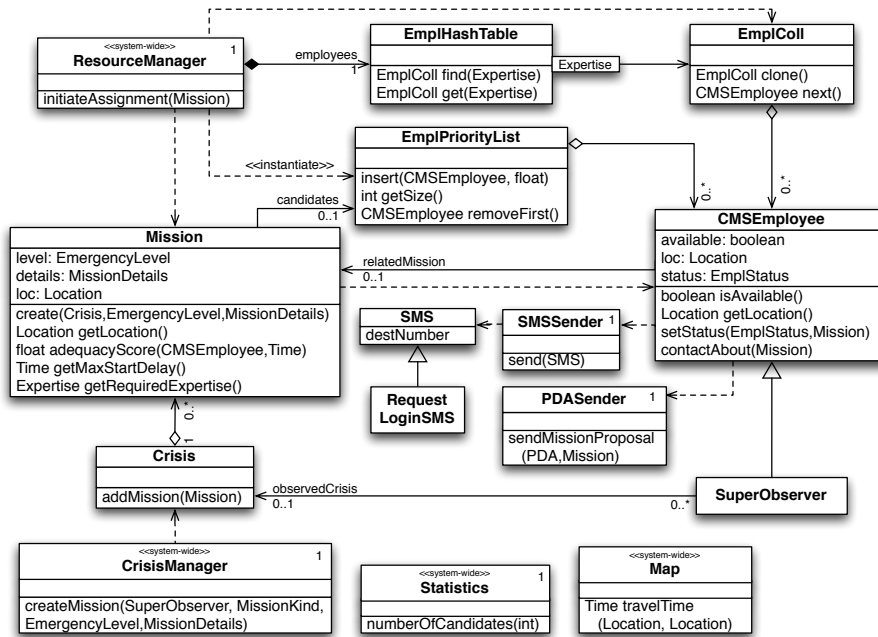 <<system-wide>> 1
ResourceManager
initiateAssignment(Mission)
employees
1
EmplHashTable
EmplColl find(Expertise)
EmplColl get(Expertise)
Expertise
EmplColl
EmplColl clone()
CMSEmployee next()
<<instantiate>>
EmplPriorityList
insert(CMSEmployee, float)
int getSize()
CMSEmployee removeFirst()
candidates
0..1
0..*
0..*
Mission
level: EmergencyLevel
details: MissionDetails
loc: Location
create(Crisis,EmergencyLevel,MissionDetails)
Location getLocation()
float adequacyScore(CMSEmployee,Time)
Time getMaxStartDelay()
Expertise getRequiredExpertise()
relatedMission
0..1
CMSEmployee
available: boolean
loc: Location
status: EmplStatus
boolean isAvailable()
Location getLocation()
setStatus(EmplStatus,Mission)
contactAbout(Mission)
SMS
destNumber
SMSSender 1
send(SMS)
Request
LoginSMS
PDASender 1
sendMissionProposal
(PDA,Mission)
0..*
1
Crisis
addMission(Mission)
observedCrisis
0..1
0..*
SuperObserver
<<system-wide>> 1
CrisisManager
createMission(SuperObserver, MissionKind,
EmergencyLevel,MissionDetails)
<<system-wide>> 1
Statistics
numberOfCandidates(int)
<<system-wide>>
Map
Time travelTime
(Location, Location)